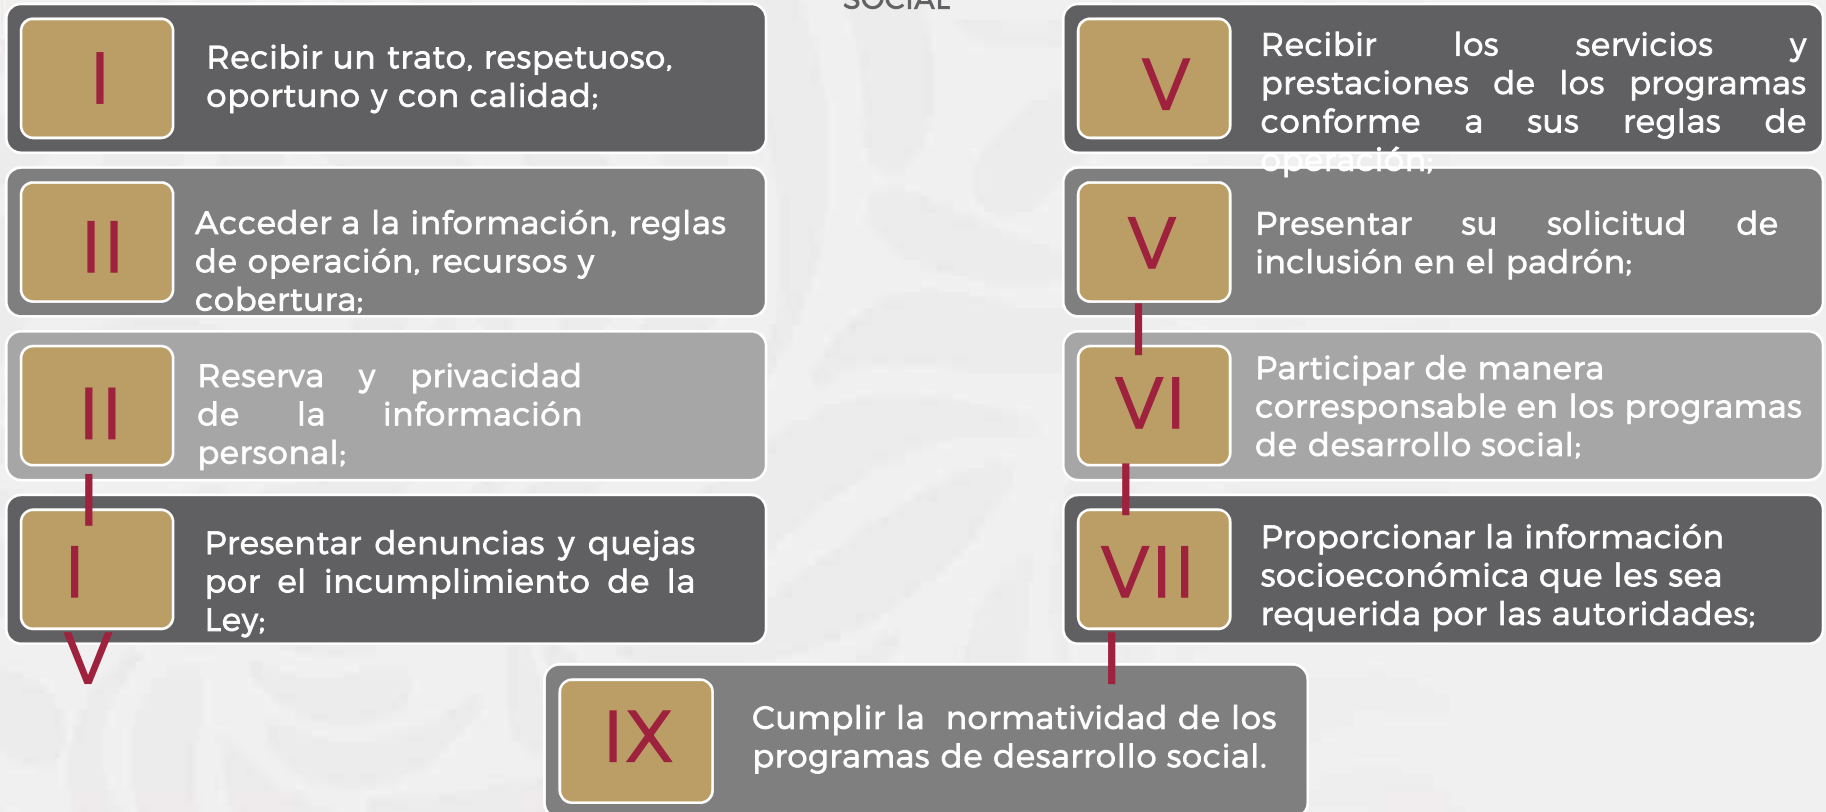 SOCIAL
I
Recibir un trato, respetuoso,
oportuno y con calidad;
II
Acceder a la información, reglas
de operación, recursos y
cobertura;
II
I
Reserva y privacidad
de la información
personal;
I
V
Presentar denuncias y quejas
por el incumplimiento de la
Ley;
V
Recibir los servicios y
prestaciones de los programas
conforme a sus reglas de
operación;
V
I
Presentar su solicitud de
inclusión en el padrón;
VI
I
Participar de manera
corresponsable en los programas
de desarrollo social;
VII
I
Proporcionar la información
socioeconómica que les sea
requerida por las autoridades;
IX
Cumplir la normatividad de los
programas de desarrollo social.